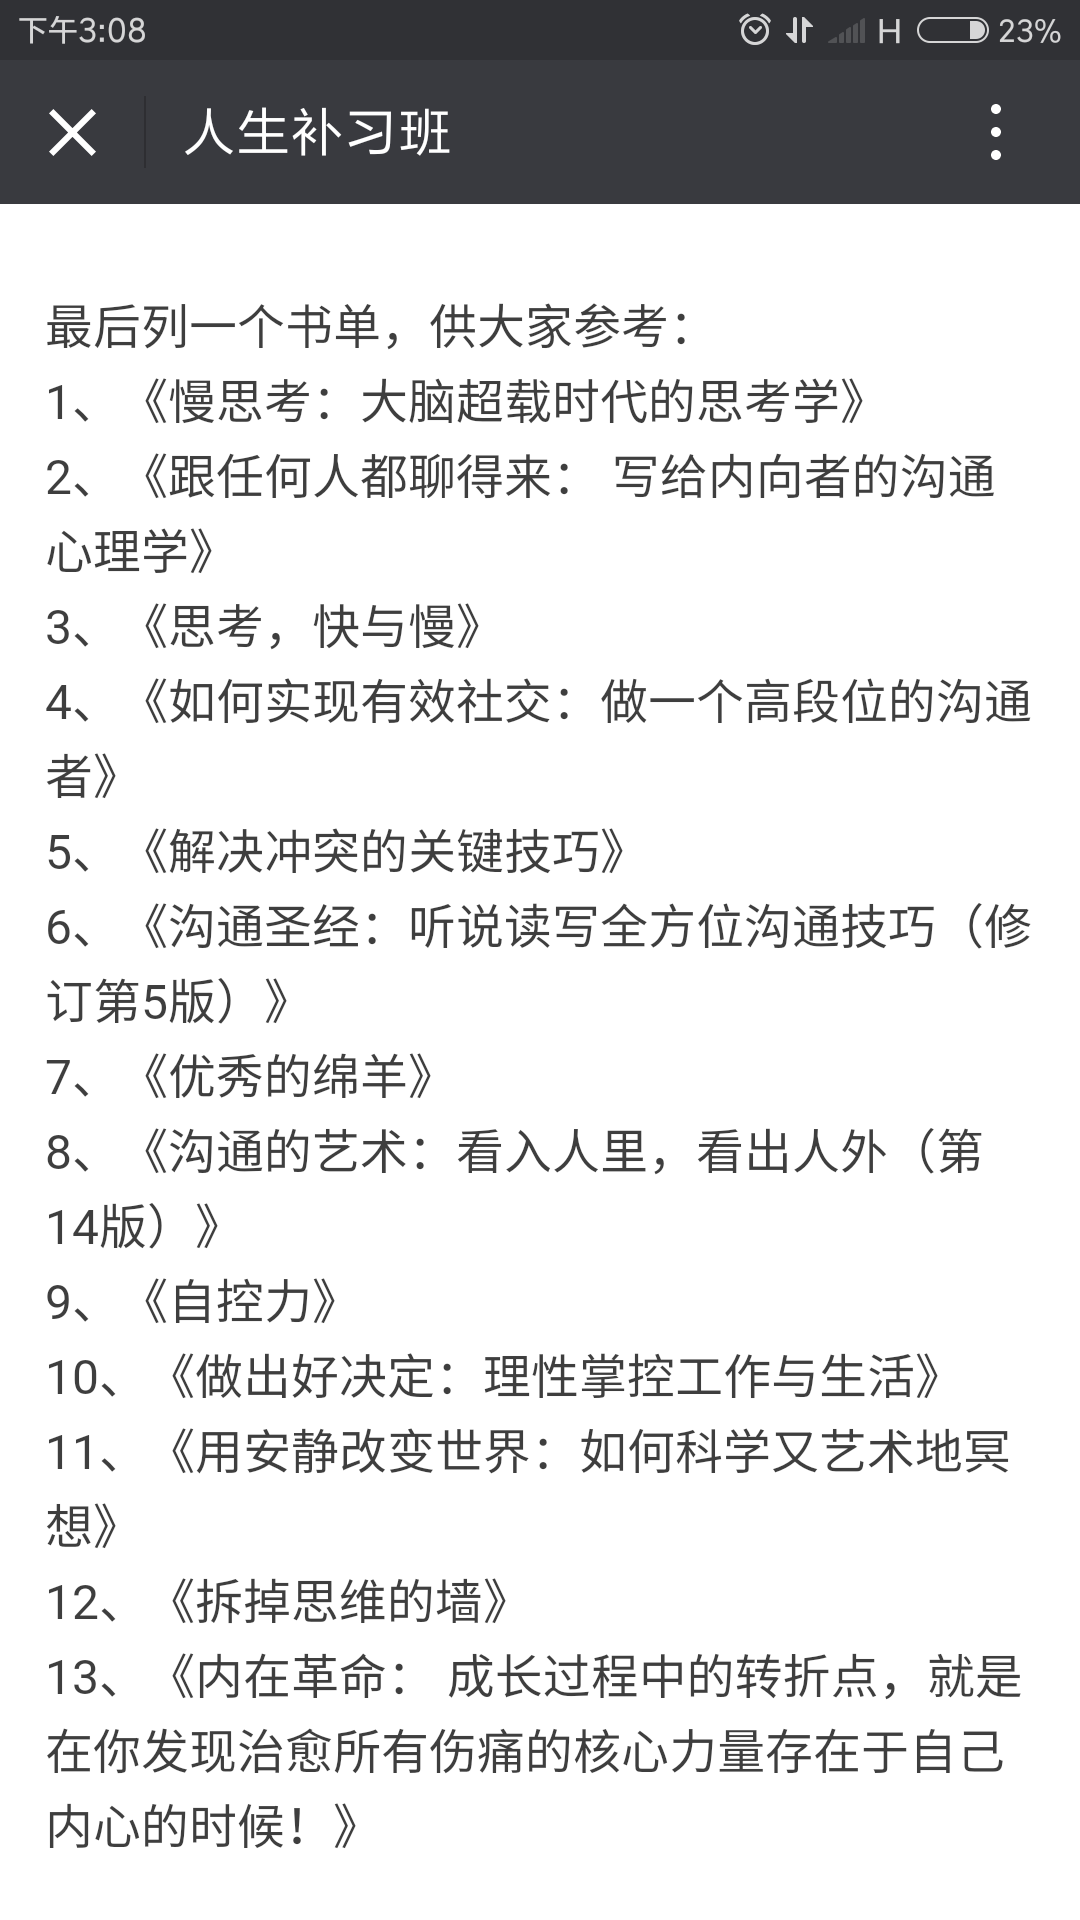 下午3:08
H
23%
人生补习班
最后列一个书单，供大家参考：
1、《慢思考：大脑超载时代的思考学》
2、《跟任何人都聊得来： 写给内向者的沟通
心理学》
3、《思考，快与慢》
4、《如何实现有效社交：做一个高段位的沟通
者》
5、《解决冲突的关键技巧》
6、《沟通圣经：听说读写全方位沟通技巧（修
订第5版）》
7、《优秀的绵羊》
8、《沟通的艺术：看入人里，看出人外（第
14版）》
9、《自控力》
10、《做出好决定：理性掌控工作与生活》
11、《用安静改变世界：如何科学又艺术地冥
想》
12、《拆掉思维的墙》
13、《内在革命： 成长过程中的转折点，就是
在你发现治愈所有伤痛的核心力量存在于自己
内心的时候！》